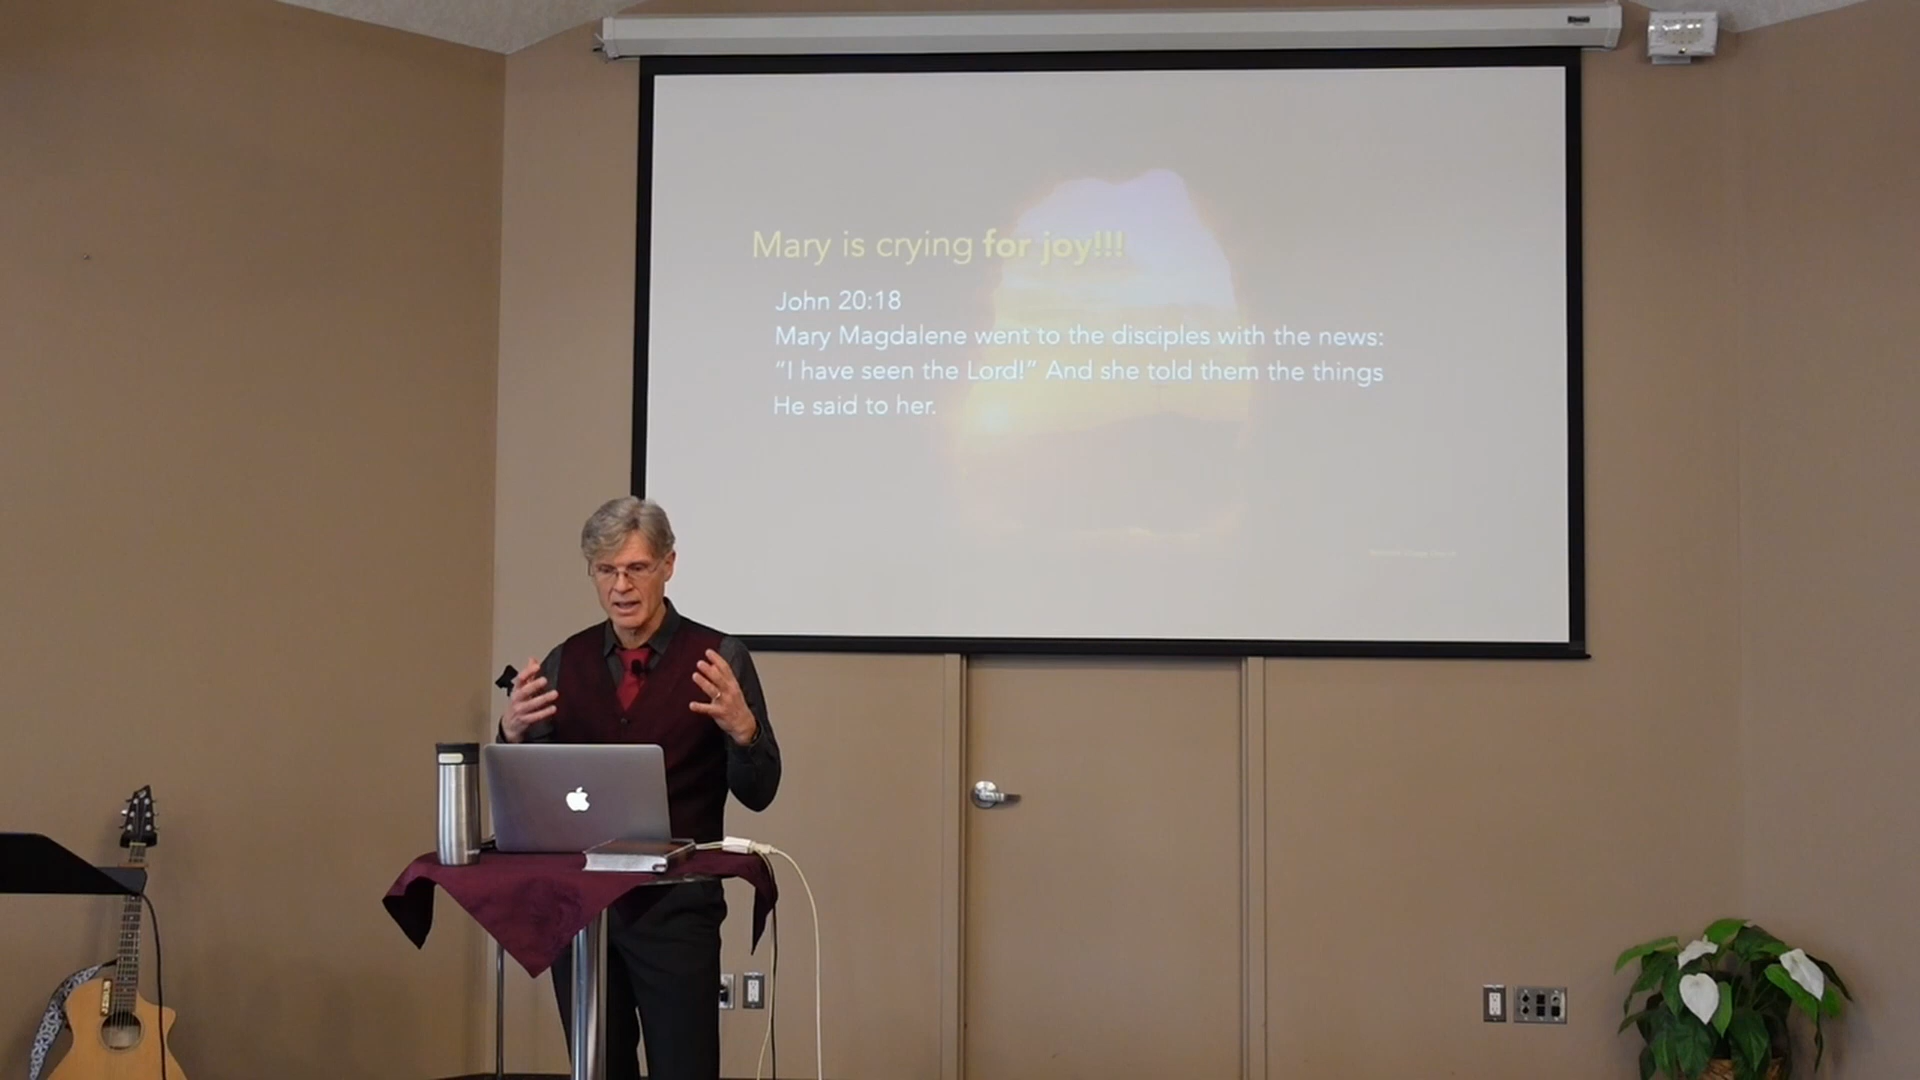 Mary is crying for joy!!!
John 20:18
Mary Magdalene went to the disciples with the news:
“I have seen the Lord!” And she told them the things
He said to her.